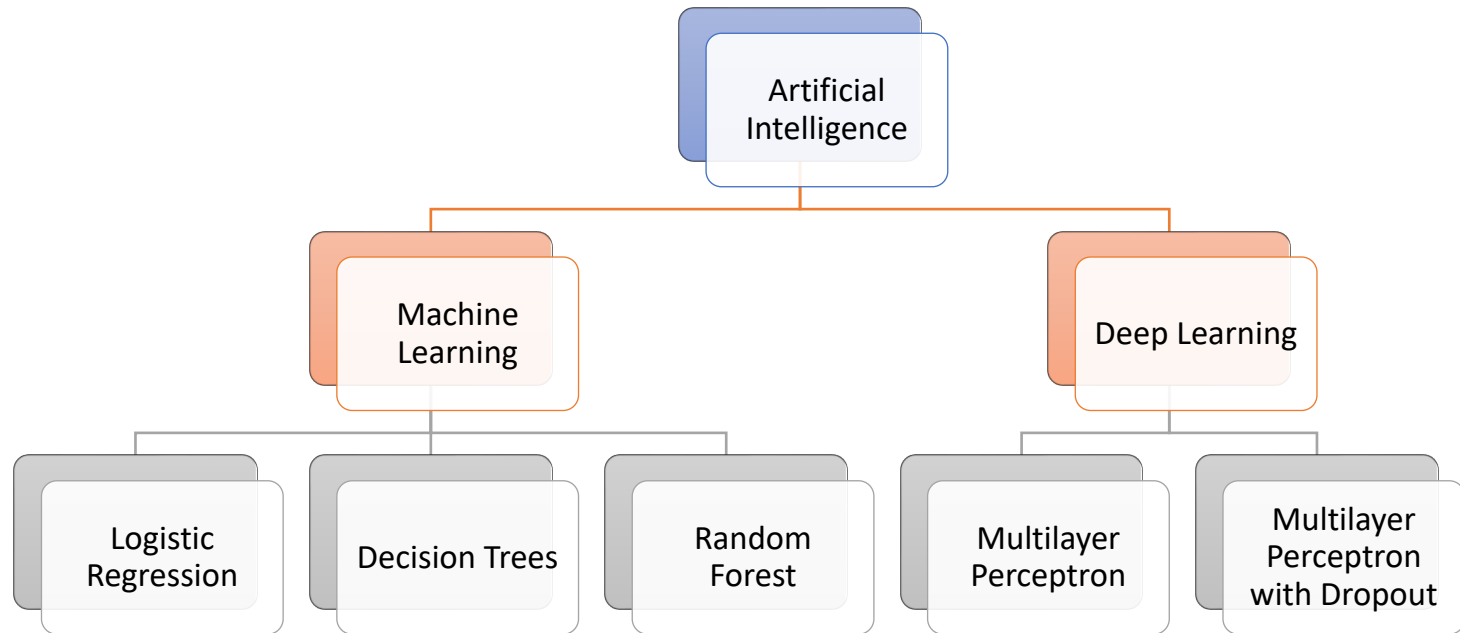 Artificial
Intelligence
Machine
Learning
Deep Learning
Logistic
Regression
Decision Trees
Random
Forest
Multilayer
Perceptron
Multilayer
Perceptron
with Dropout